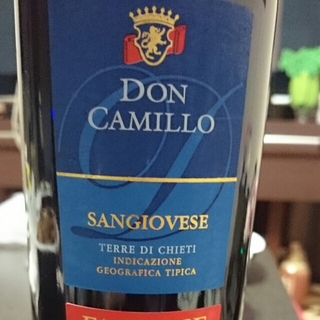 DON
CAMILLO
SANGIOVESE
TERRE DI CHIETI
INDICAZIONE
GEOGRAFICA TIPICA